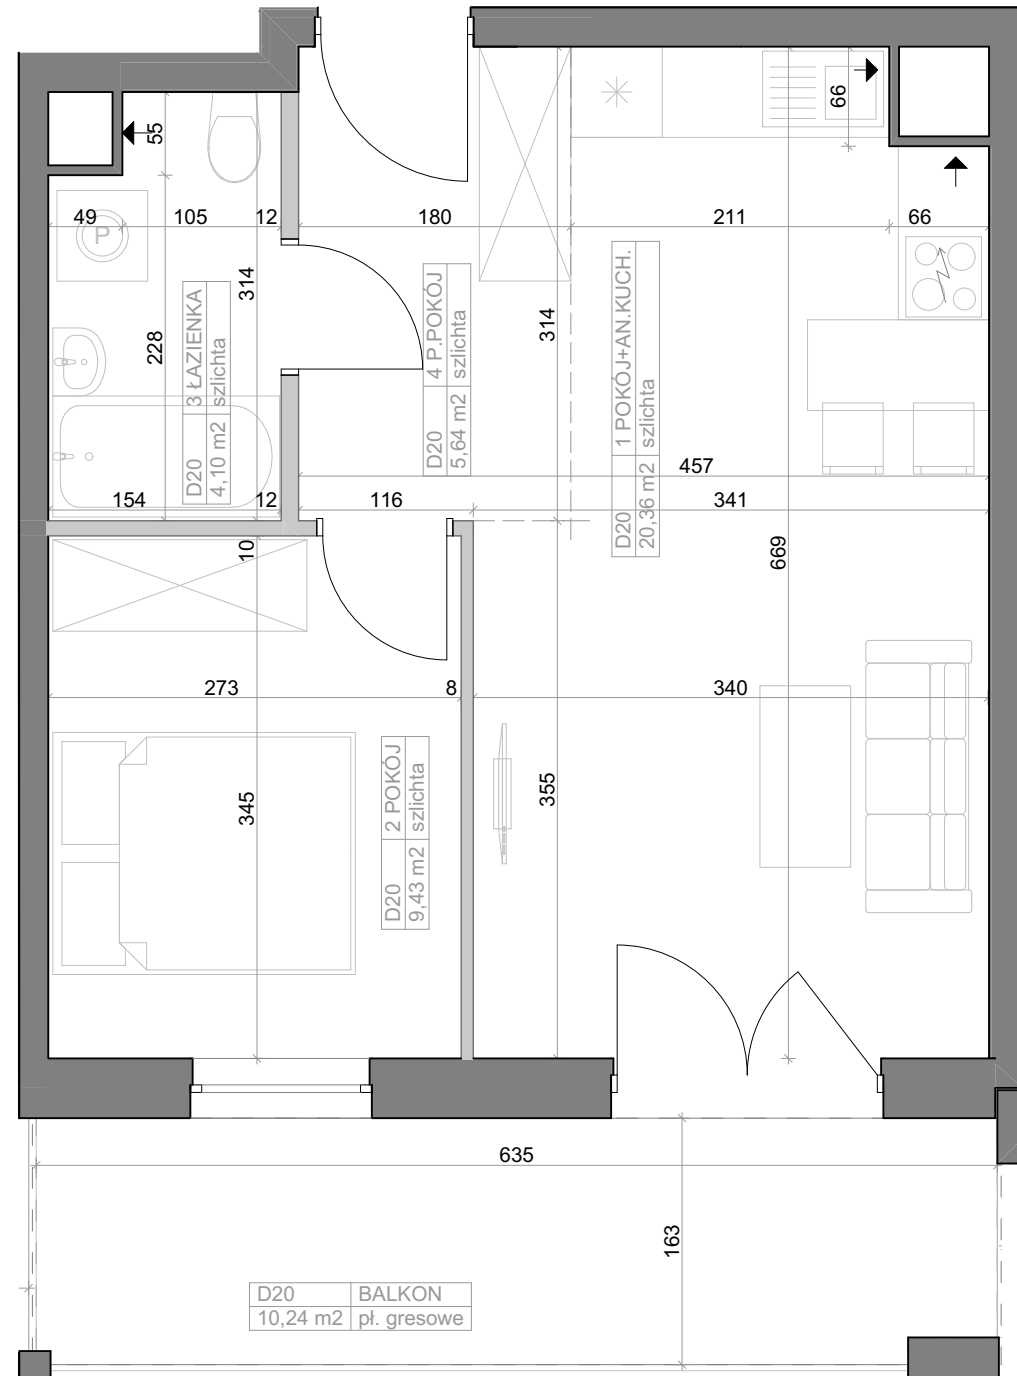 55
66
49
105
12
180
211
66
P
314
228
D20 3 ŁAZIENKA
4,10 m2 szlichta
D20 4 P.POKÓJ
5,64 m2 szlichta
314
D20 1 POKÓJ+AN.KUCH.
20,36 m2 szlichta
457
154
12
116
341
10
669
273
8
340
345
D20 2 POKÓJ
9,43 m2 szlichta
355
635
163
D20 BALKON
10,24 m2 pł. gresowe